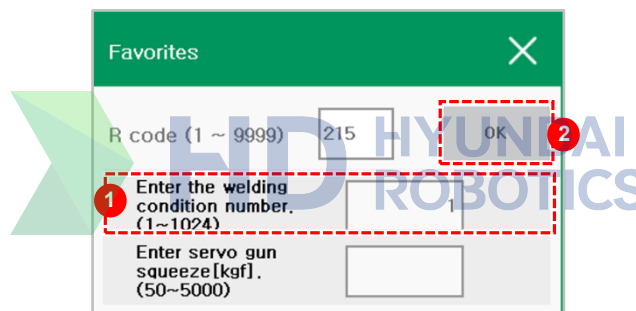 Favorites
R code (1 ~ 9999) 215 OK 2
HYUNDAI
HD ROBOTICS
1 Enter the welding
condition number. 1
(1~1024)
Enter servo gun
squeeze[kgf].
(50~5000)